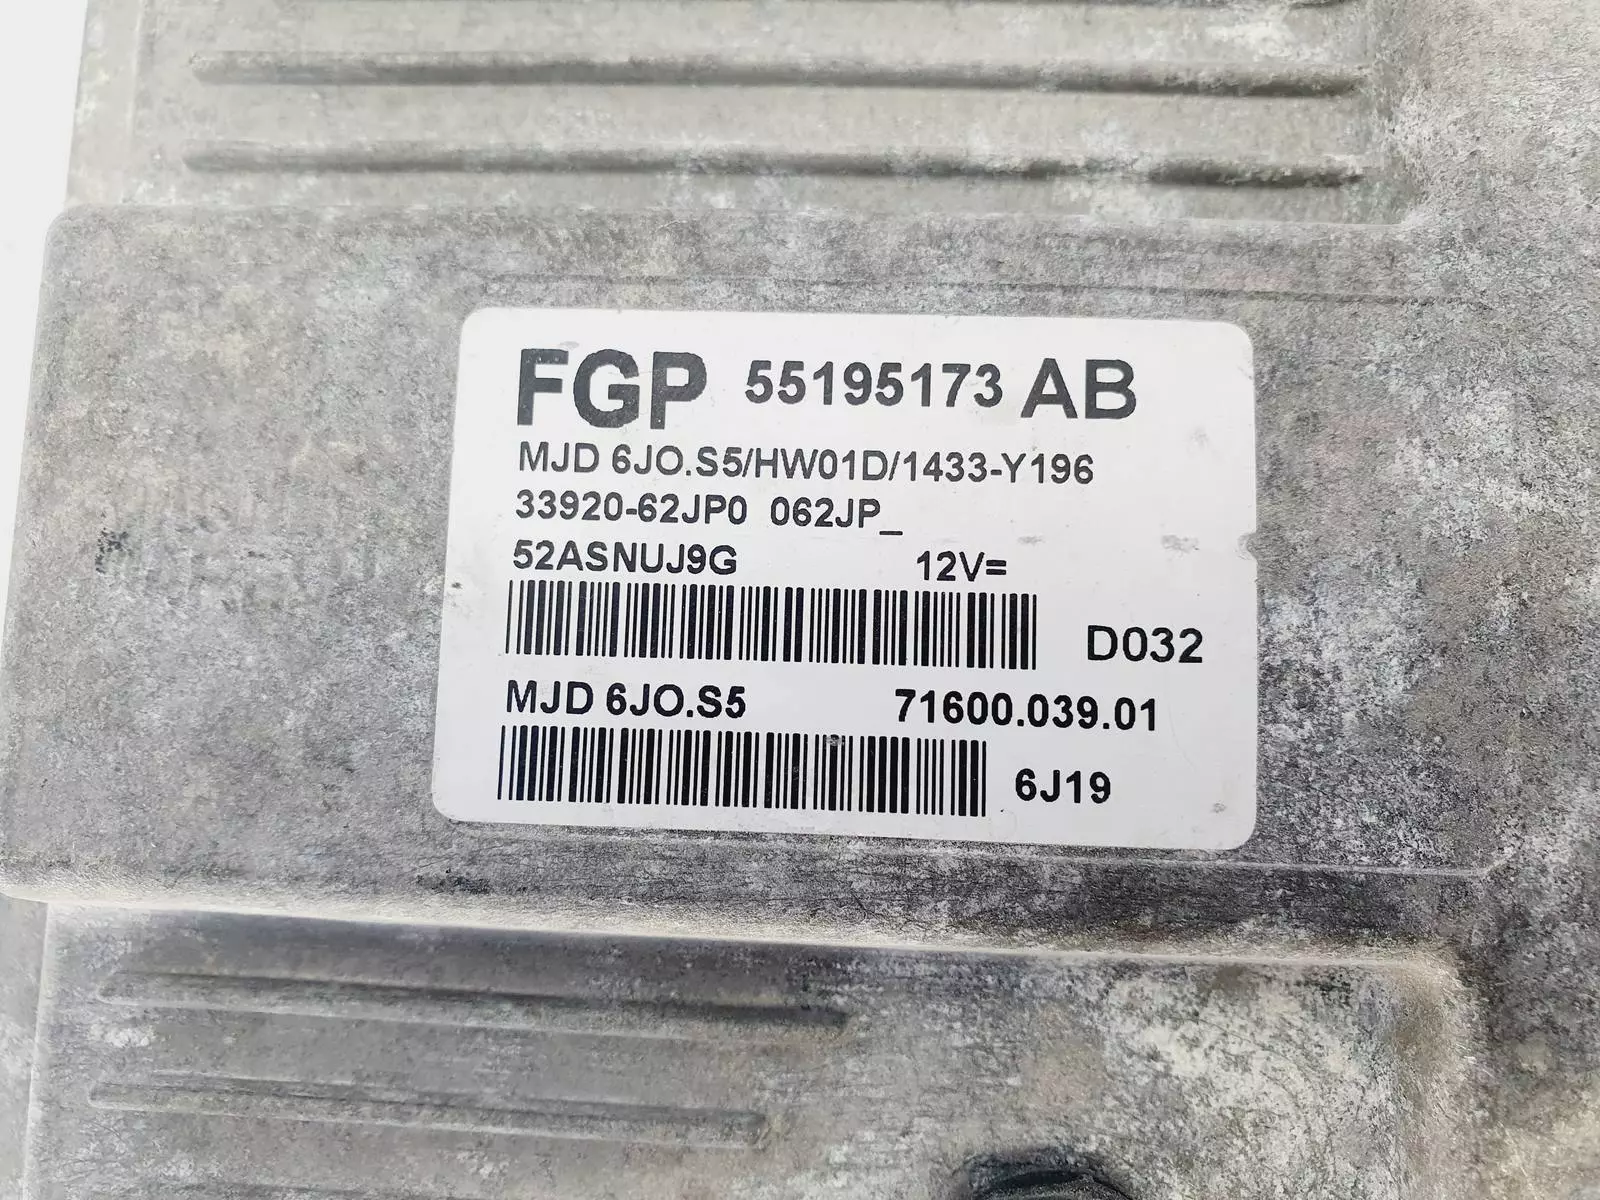 FGP 55195173 AB
MJD 6JO.S5/HW01D/1433-Y196
33920-62JP0 062JP_
52ASNUJ9G 12V=
D032
MJD 6JO.S5 71600.039.01
6J19